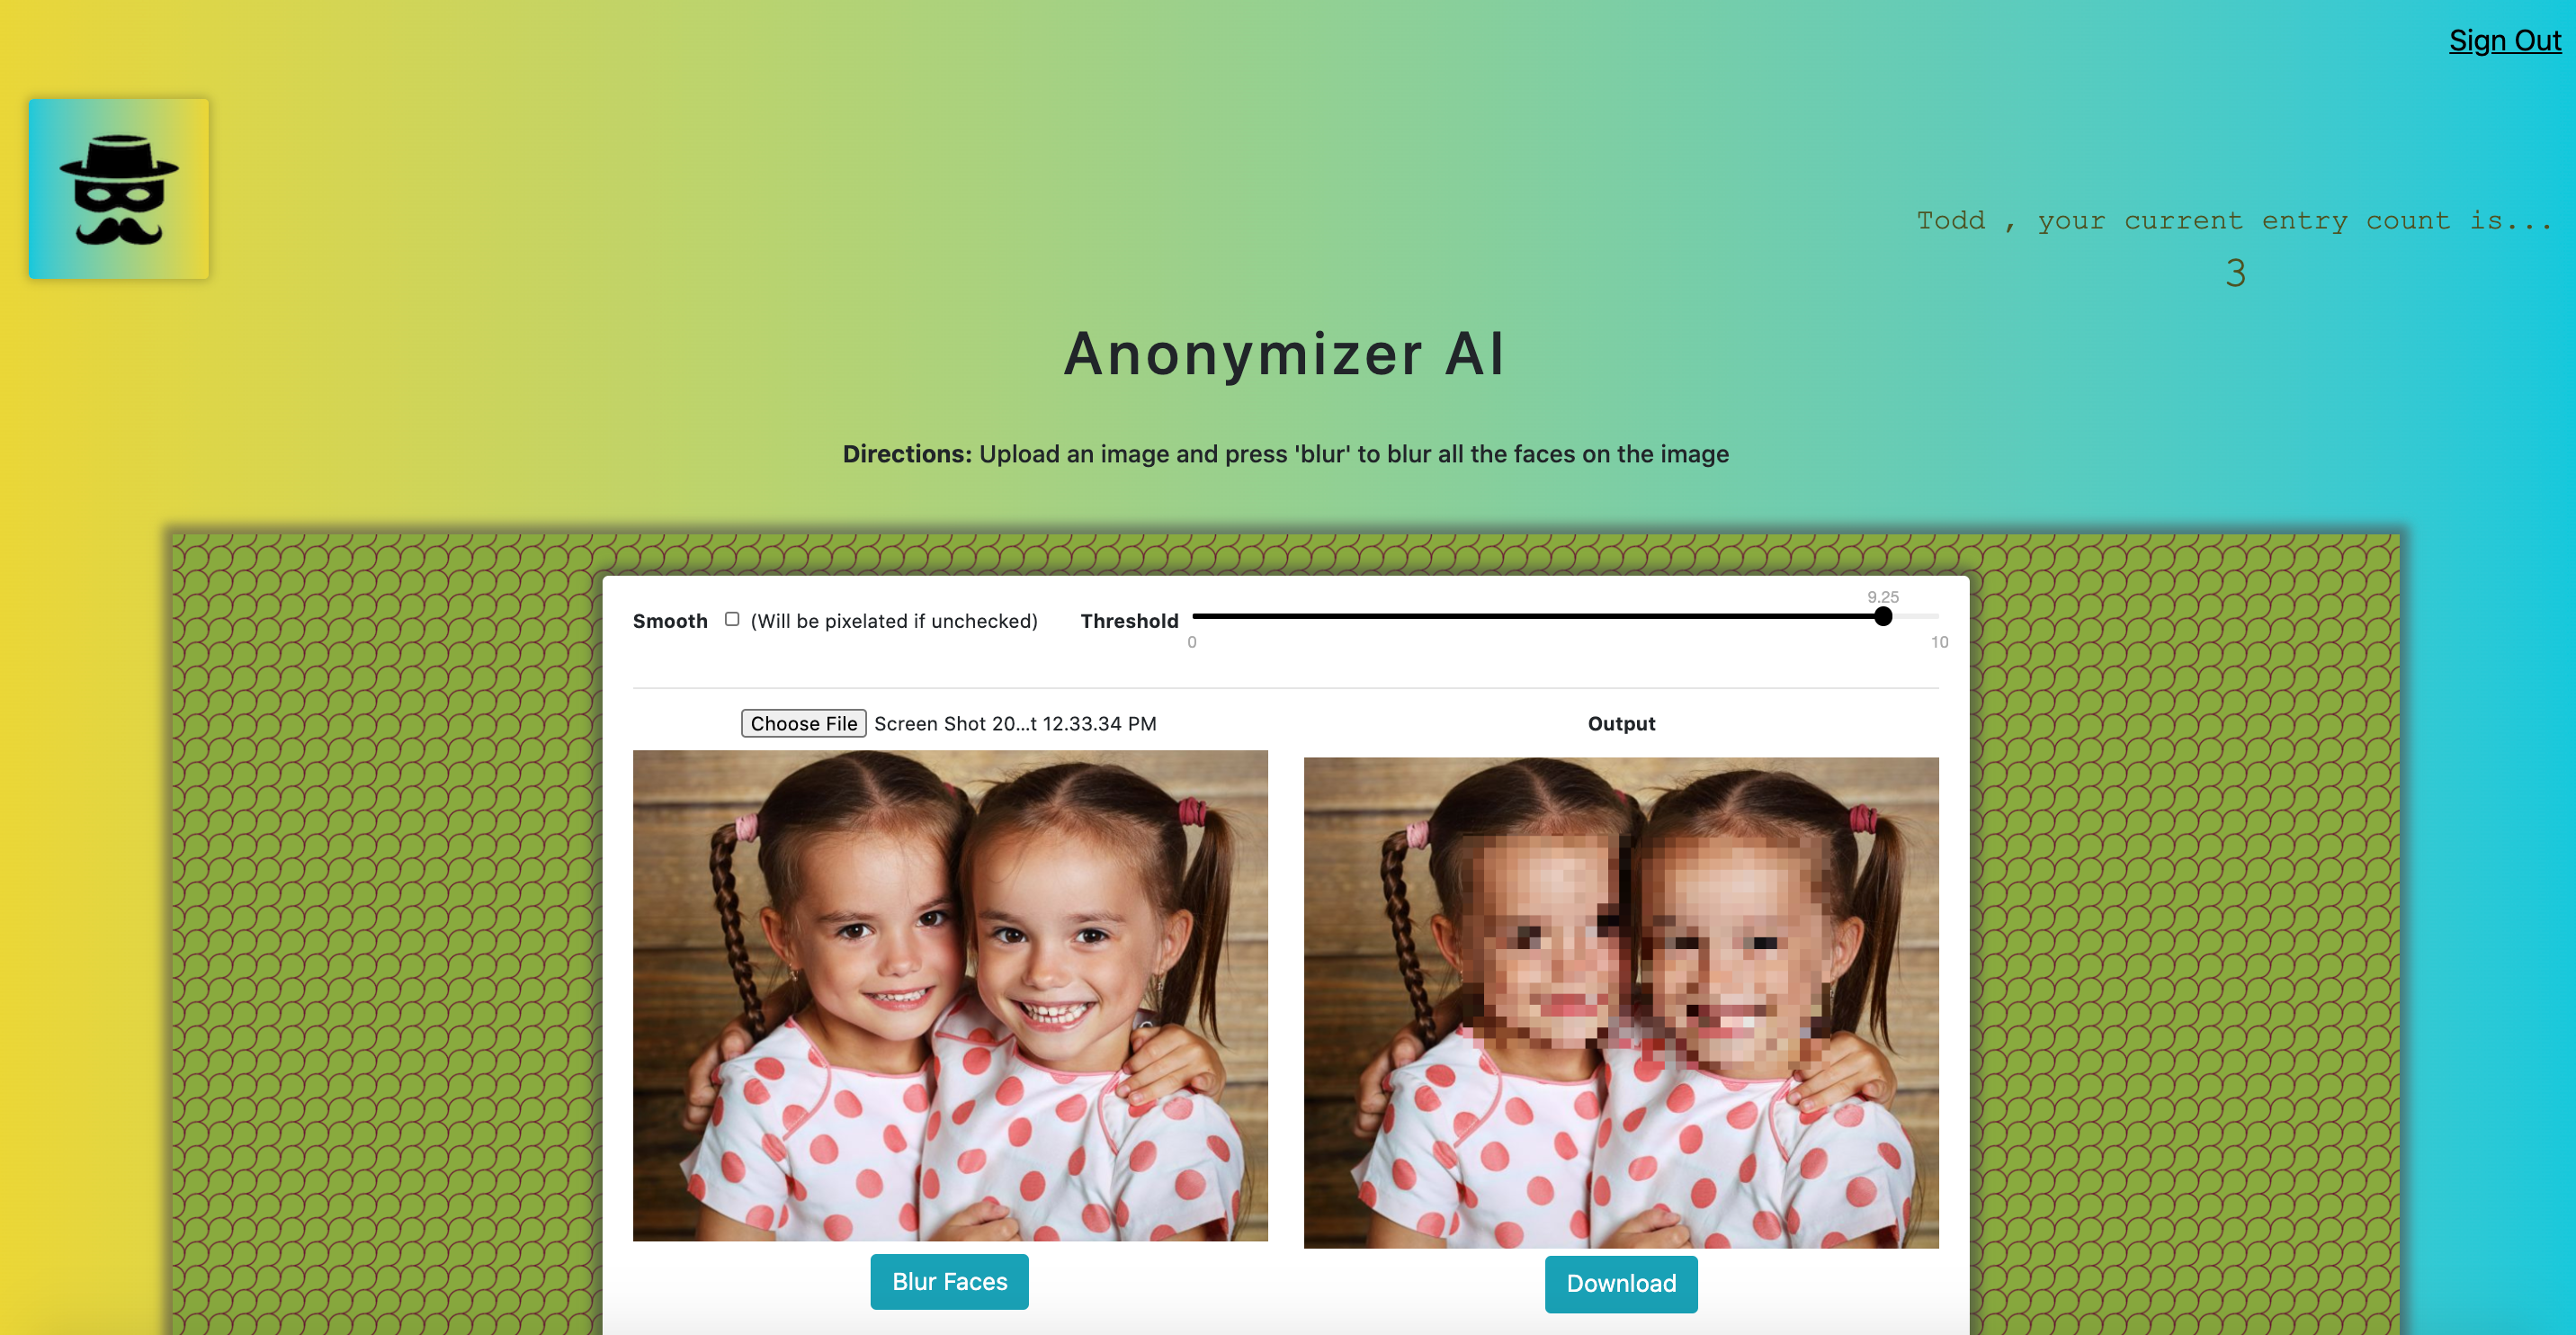 Sign Out
Todd , your current entry count is...
3
Anonymizer AI
Directions: Upload an image and press 'blur' to blur all the faces on the image
9.25
Smooth (Will be pixelated if unchecked) Threshold
0 10
Choose File Screen Shot 20...t 12.33.34 PM Output
Blur Faces Download